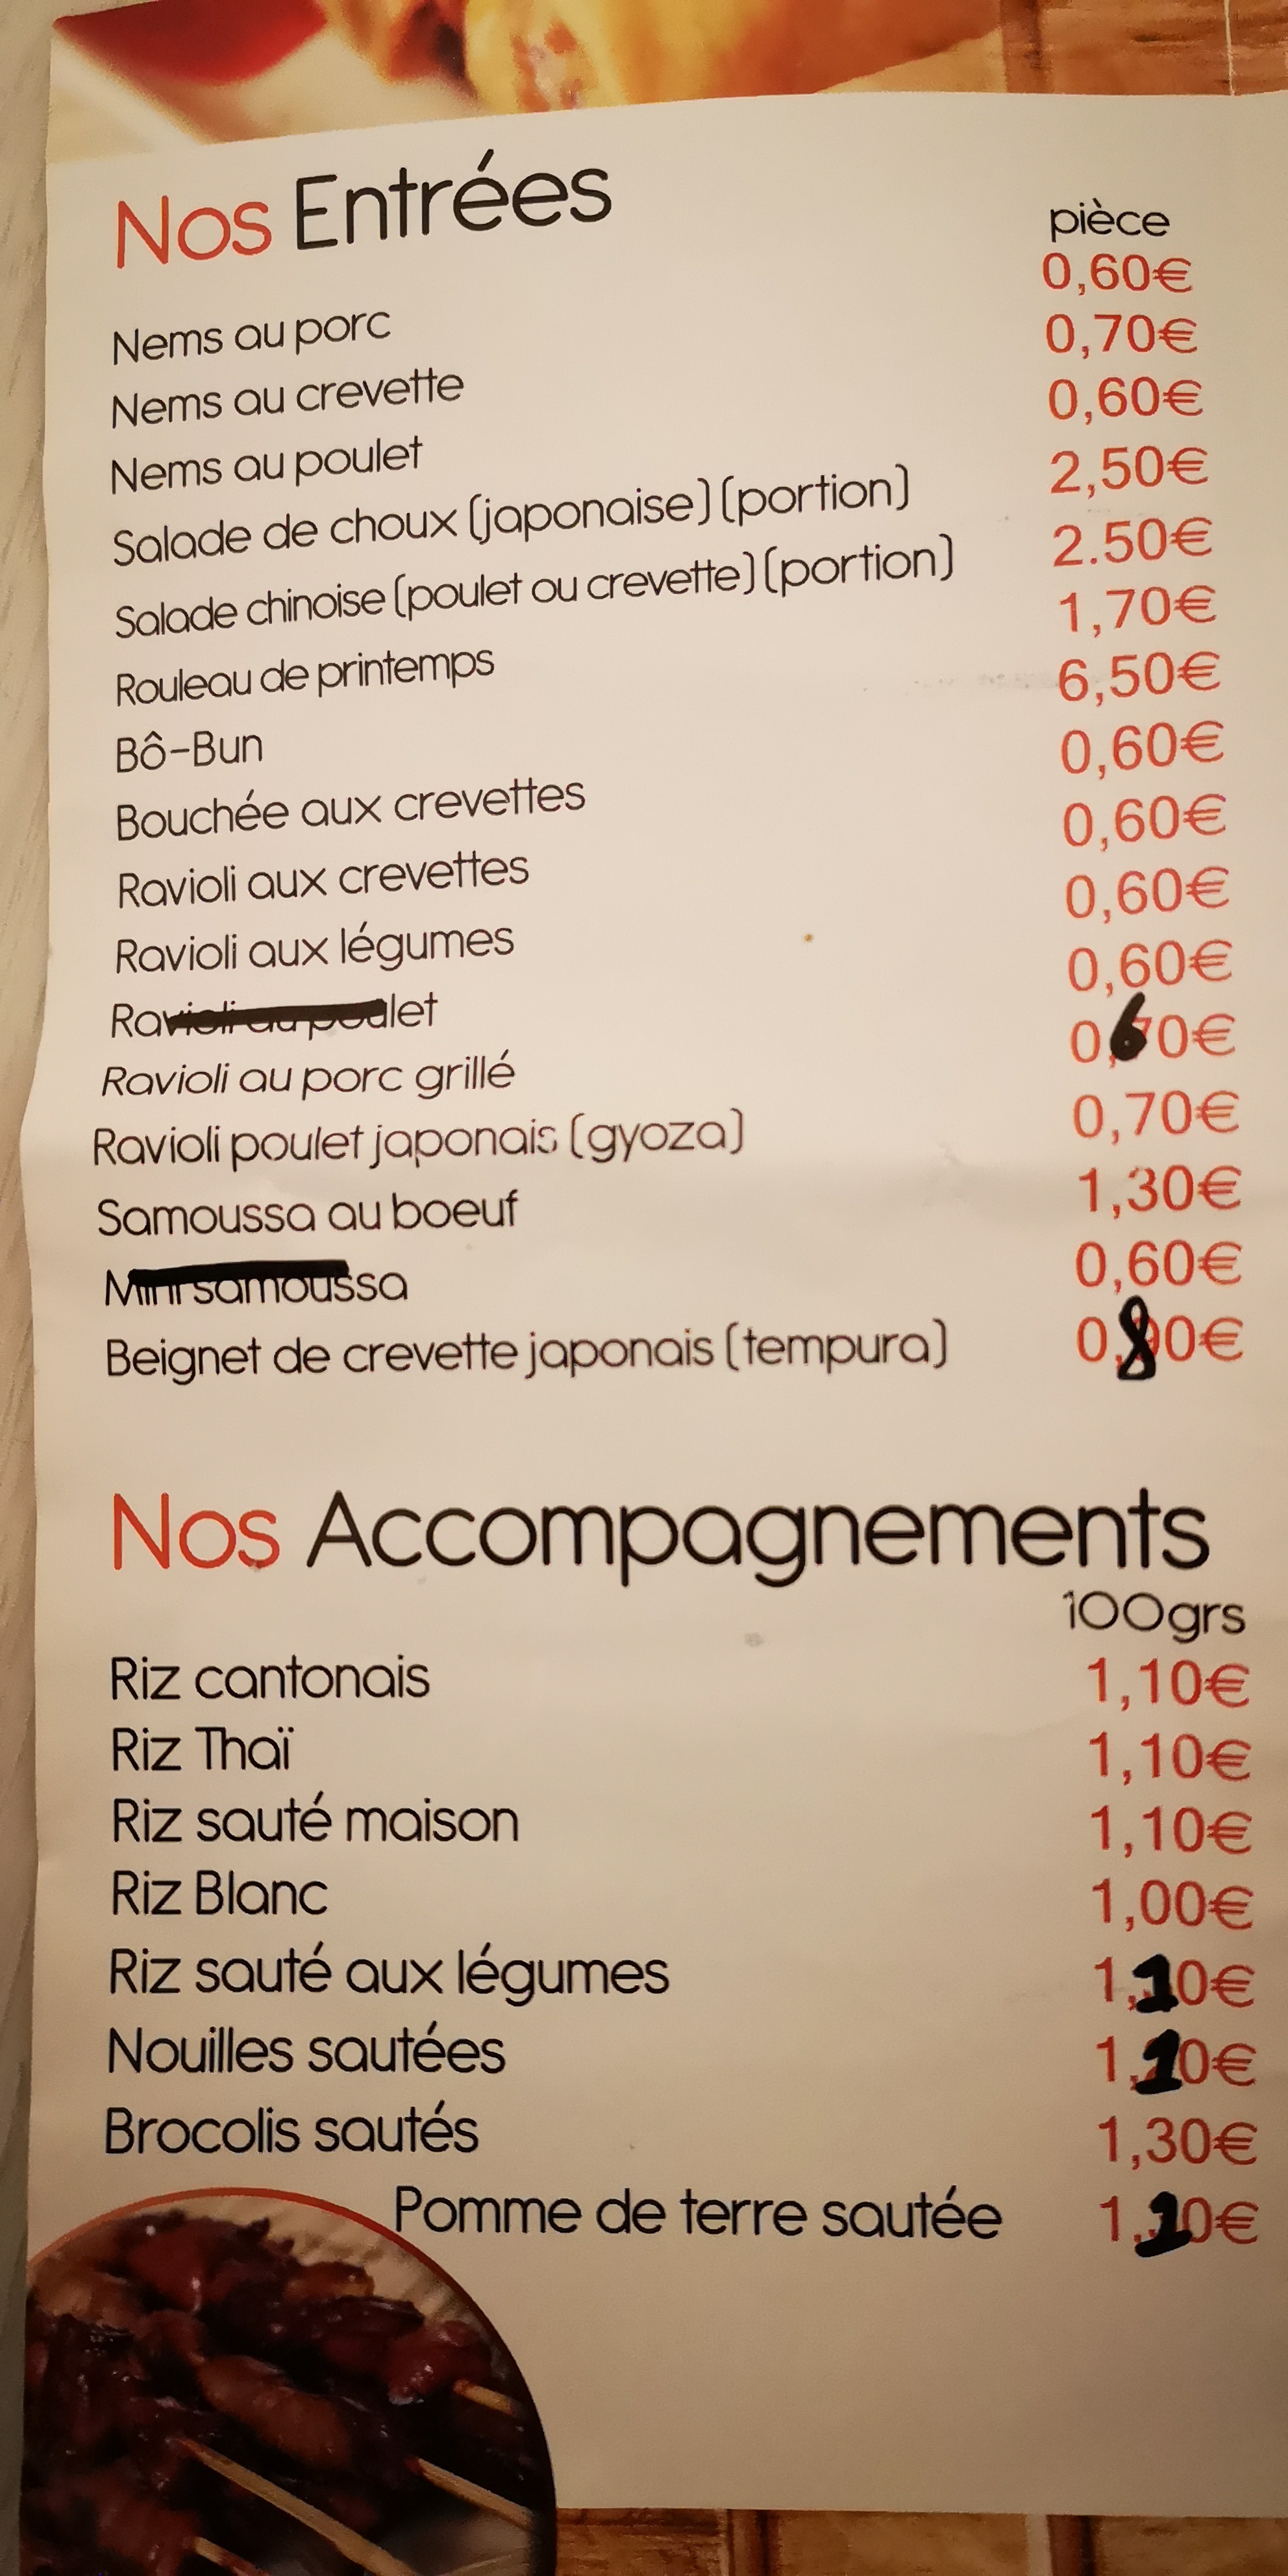 Nos Entrées
pièce
Nems au porc 0,60€
Nems au crevette 0,70€
Nems au poulet 0,60€
Salade de choux (japonaise) (portion) 2,50€
Salade chinoise (poulet ou crevette) (portion) 2.50€
Rouleau de printemps 1,70€
Bô-Bun 6,50€
Bouchée aux crevettes 0,60€
Ravioli aux crevettes 0,60€
Ravioli aux légumes 0,60€
Ravioli au poulet 0,60€
Ravioli au porc grillé 0,60€
Ravioli poulet japonais (gyoza) 0,70€
Samoussa au boeuf 1,30€
Mini samoussa 0,60€
Beignet de crevette japonais (tempura) 0,80€
Nos Accompagnements
100grs
Riz cantonais 1,10€
Riz Thaï 1,10€
Riz sauté maison 1,10€
Riz Blanc 1,00€
Riz sauté aux légumes 1,10€
Nouilles sautées 1,10€
Brocolis sautés 1,30€
Pomme de terre sautée 1,10€